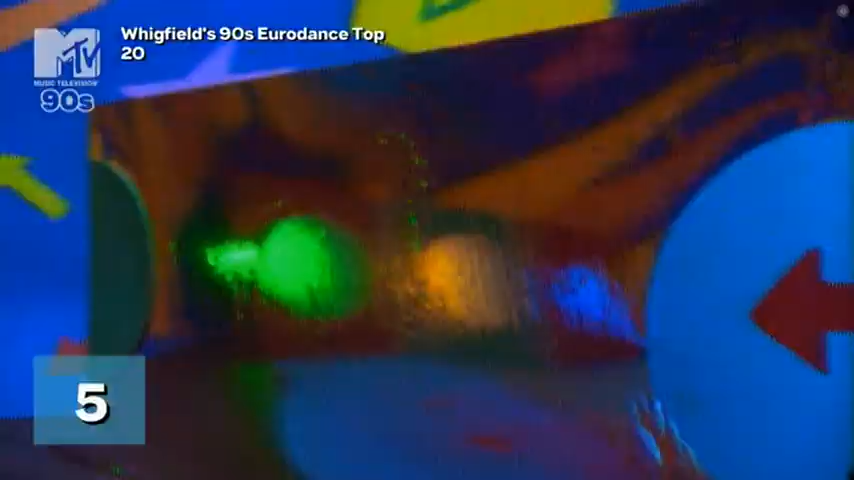 Whigfield's 90s Eurodance Top
20
MTV
MUSIC TELEVISION
90s
5